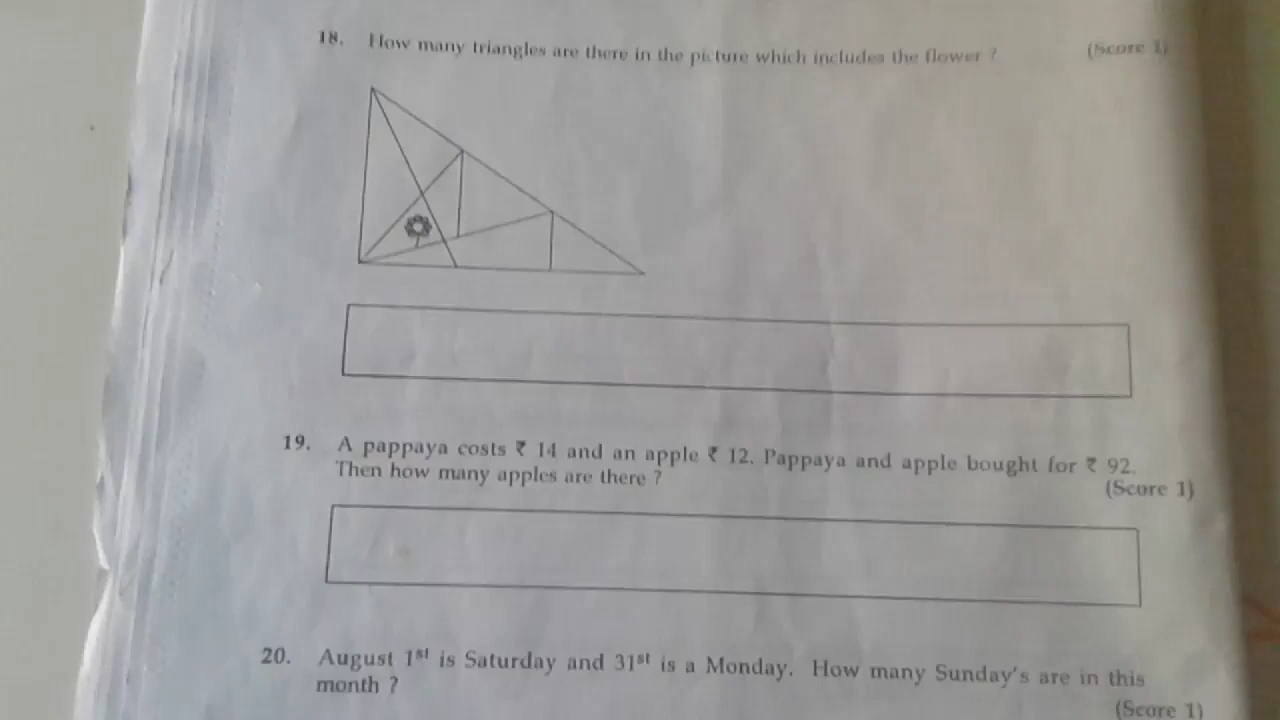 18. How many triangles are there in the picture which includes the flower ? (Score 1)
19. A pappaya costs ₹ 14 and an apple ₹ 12. Pappaya and apple bought for ₹ 92.
Then how many apples are there ? (Score 1)
20. August 1st is Saturday and 31st is a Monday. How many Sunday's are in this
month ? (Score 1)